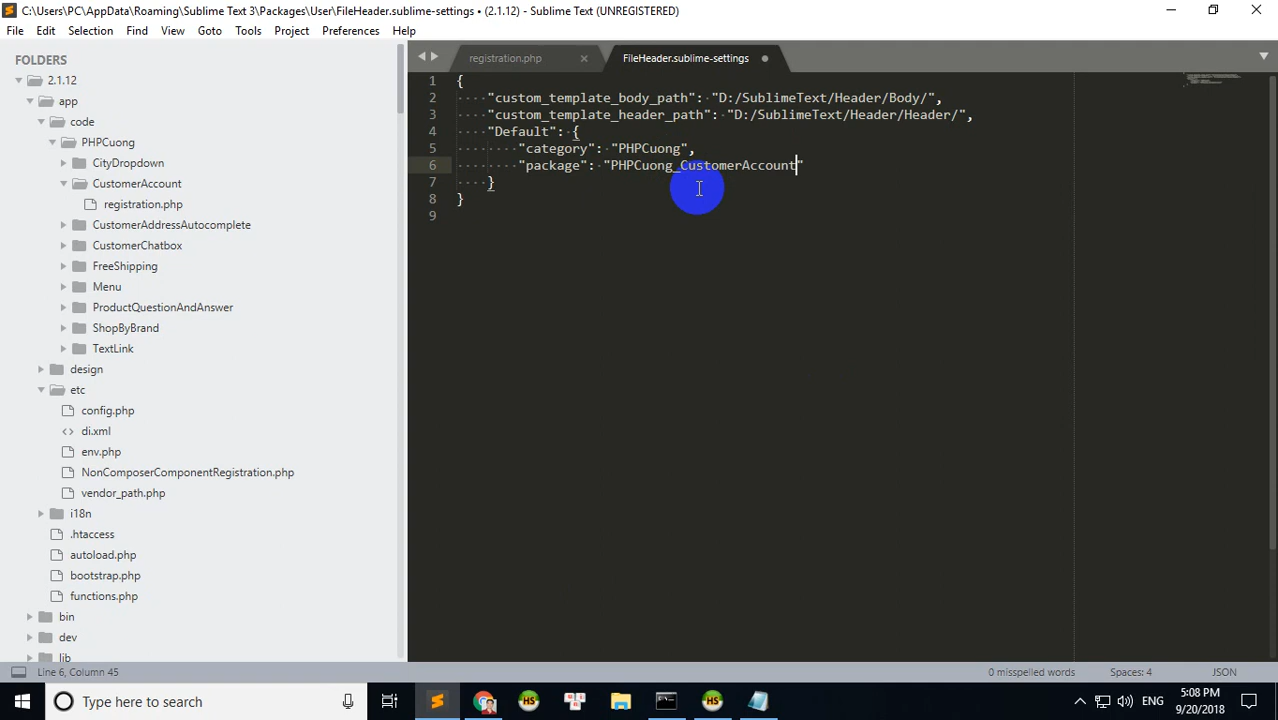 C:\Users\PC\AppData\Roaming\Sublime Text 3\Packages\User\FileHeader.sublime-settings • (2.1.12) - Sublime Text (UNREGISTERED)
File Edit Selection Find View Goto Tools Project Preferences Help
FOLDERS
2.1.12
app
code
PHPCuong
CityDropdown
CustomerAccount
registration.php
CustomerAddressAutocomplete
CustomerChatbox
FreeShipping
Menu
ProductQuestionAndAnswer
ShopByBrand
TextLink
design
etc
config.php
di.xml
env.php
NonComposerComponentRegistration.php
vendor_path.php
i18n
.htaccess
autoload.php
bootstrap.php
functions.php
bin
dev
lib
registration.php FileHeader.sublime-settings
1 {
2 "custom_template_body_path": "D:/SublimeText/Header/Body/",
3 "custom_template_header_path": "D:/SublimeText/Header/Header/",
4 "Default": {
5 "category": "PHPCuong",
6 "package": "PHPCuong_CustomerAccount"
7 }
8 }
9
Line 6, Column 45 0 misspelled words Spaces: 4 JSON
Type here to search HS HS ENG 5:08 PM
9/20/2018